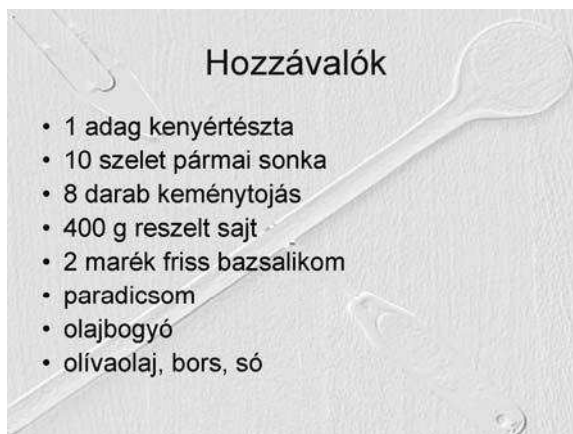 Hozzávalók
• 1 adag kenyértészta
• 10 szelet pármai sonka
• 8 darab keménytojás
• 400 g reszelt sajt
• 2 marék friss bazsalikom
• paradicsom
• olajbogyó
• olívaolaj, bors, só